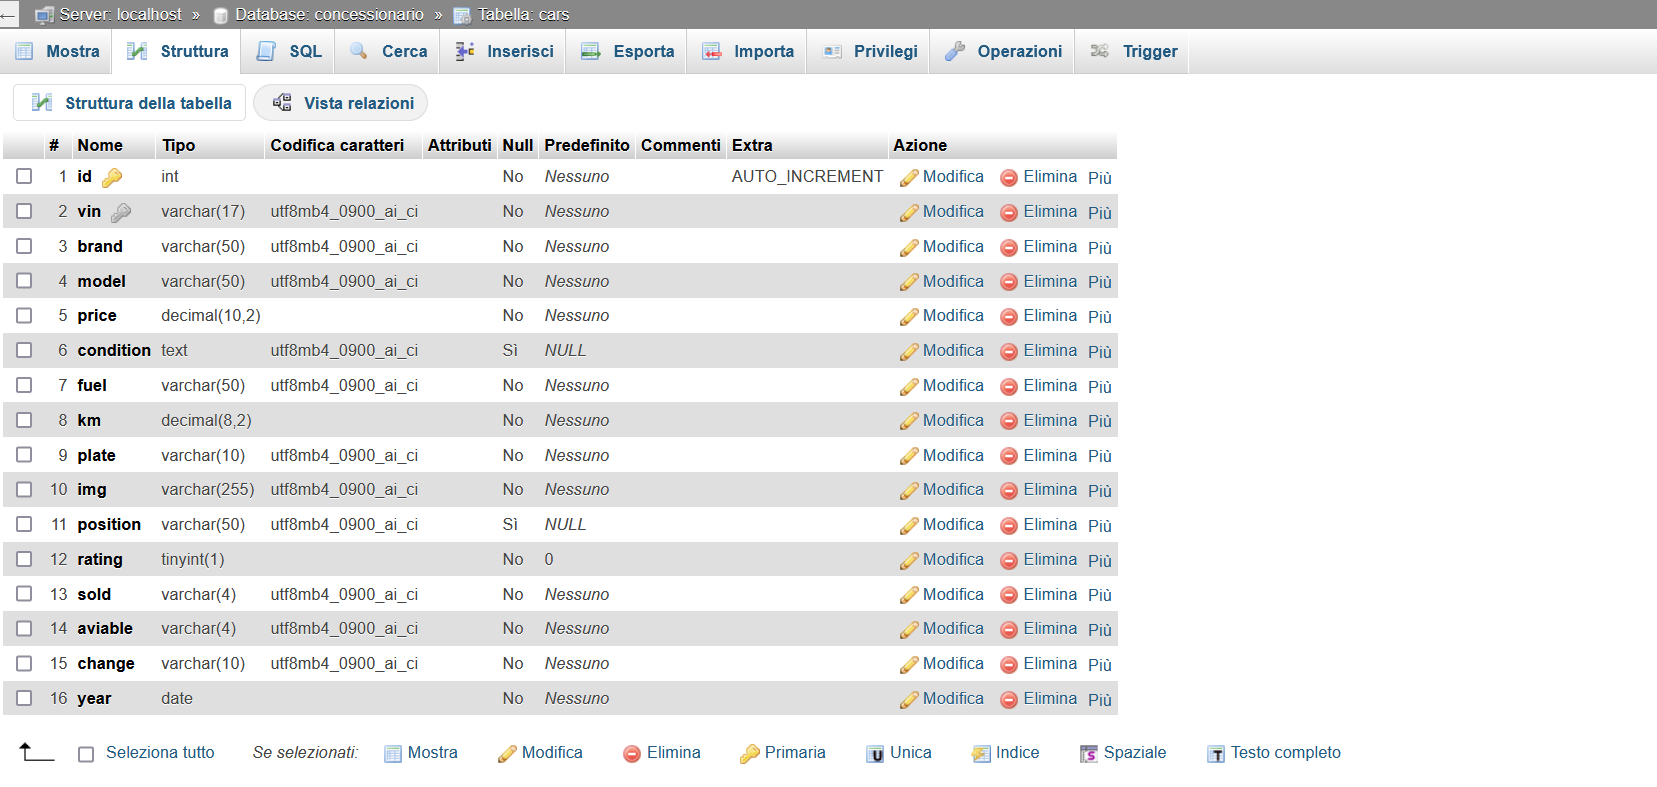 Server: localhost » Database: concessionario » Tabella: cars
Mostra Struttura SQL Cerca Inserisci Esporta Importa Privilegi Operazioni Trigger
Struttura della tabella Vista relazioni
# Nome Tipo Codifica caratteri Attributi Null Predefinito Commenti Extra Azione
1 id int No Nessuno AUTO_INCREMENT Modifica Elimina Più
2 vin varchar(17) utf8mb4_0900_ai_ci No Nessuno Modifica Elimina Più
3 brand varchar(50) utf8mb4_0900_ai_ci No Nessuno Modifica Elimina Più
4 model varchar(50) utf8mb4_0900_ai_ci No Nessuno Modifica Elimina Più
5 price decimal(10,2) No Nessuno Modifica Elimina Più
6 condition text utf8mb4_0900_ai_ci Sì NULL Modifica Elimina Più
7 fuel varchar(50) utf8mb4_0900_ai_ci No Nessuno Modifica Elimina Più
8 km decimal(8,2) No Nessuno Modifica Elimina Più
9 plate varchar(10) utf8mb4_0900_ai_ci No Nessuno Modifica Elimina Più
10 img varchar(255) utf8mb4_0900_ai_ci No Nessuno Modifica Elimina Più
11 position varchar(50) utf8mb4_0900_ai_ci Sì NULL Modifica Elimina Più
12 rating tinyint(1) No 0 Modifica Elimina Più
13 sold varchar(4) utf8mb4_0900_ai_ci No Nessuno Modifica Elimina Più
14 aviable varchar(4) utf8mb4_0900_ai_ci No Nessuno Modifica Elimina Più
15 change varchar(10) utf8mb4_0900_ai_ci No Nessuno Modifica Elimina Più
16 year date No Nessuno Modifica Elimina Più
Seleziona tutto Se selezionati: Mostra Modifica Elimina Primaria Unica Indice Spaziale Testo completo